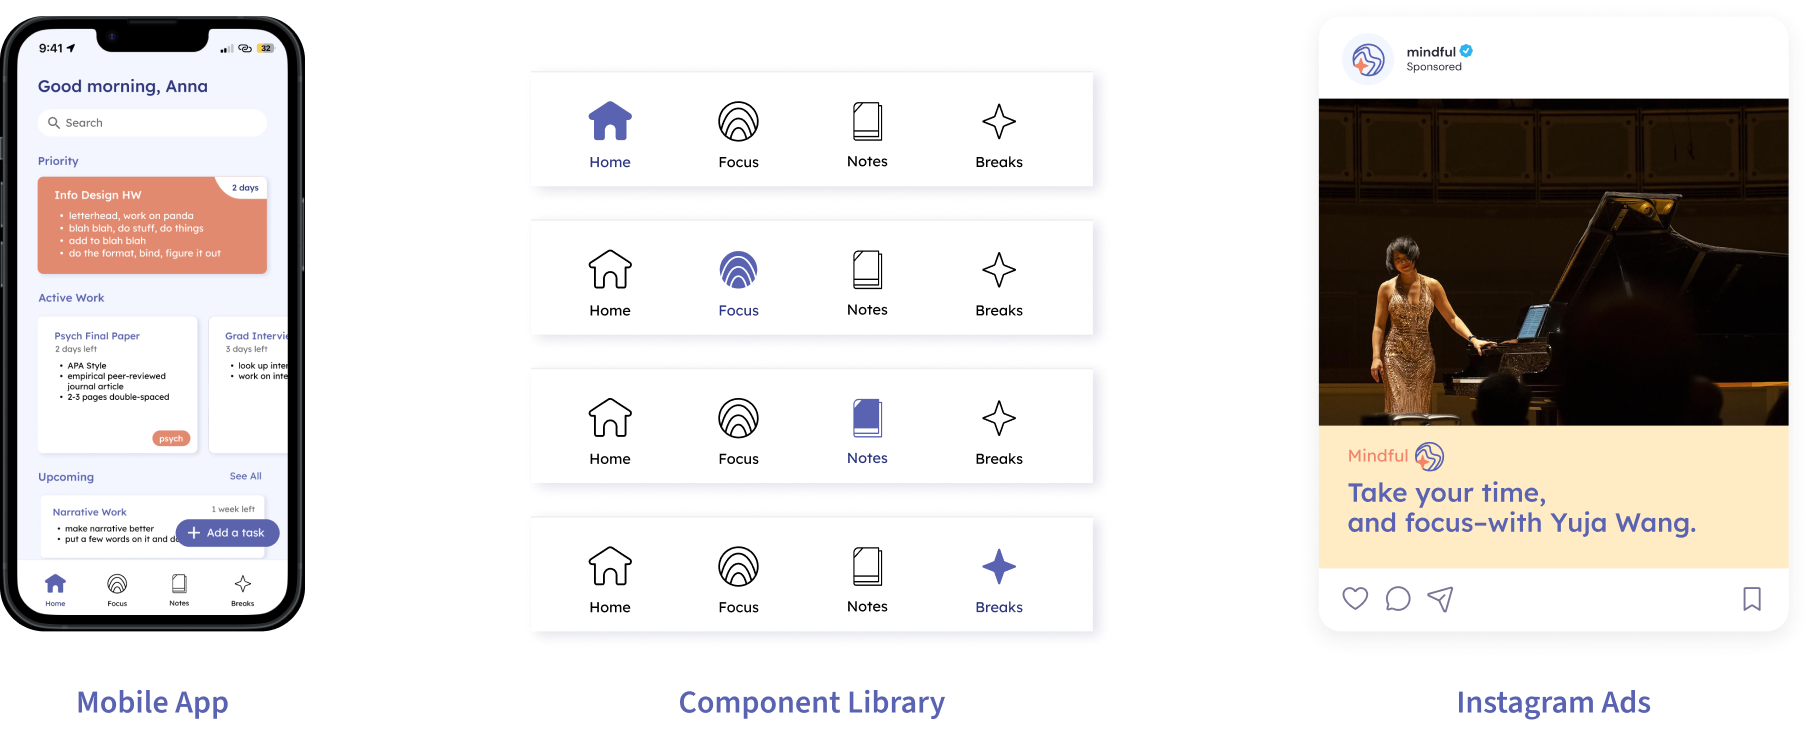 9:41
32
Good morning, Anna
Search
Priority
Info Design HW
2 days
• letterhead, work on panda
• blah blah, do stuff, do things
• add to blah blah
• do the format, bind, figure it out
Active Work
Psych Final Paper
2 days left
• APA Style
• empirical peer-reviewed
journal article
• 2-3 pages double-spaced
psych
Grad Intervie
3 days left
• look up inter
• work on inte
Upcoming
See All
Narrative Work
1 week left
• make narrative better
• put a few words on it and do
+ Add a task
Home
Focus
Notes
Breaks
Mobile App
Home Focus Notes Breaks
Home Focus Notes Breaks
Home Focus Notes Breaks
Home Focus Notes Breaks
Component Library
mindful
Sponsored
Mindful
Take your time,
and focus–with Yuja Wang.
Instagram Ads